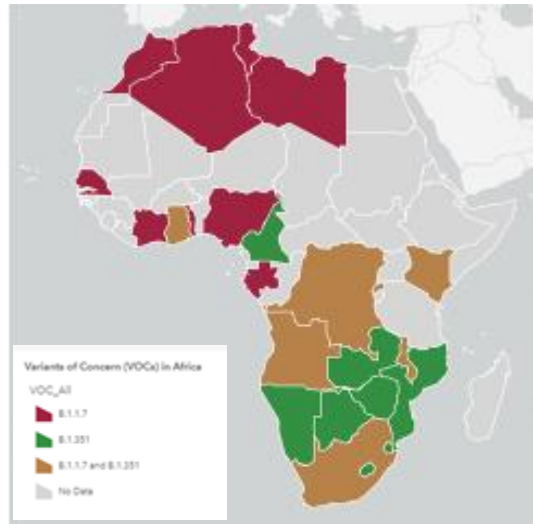 Variants of Concern (VOCs) in Africa
VOC_All
B.1.1.7
B.1.351
B.1.1.7 and B.1.351
No Data